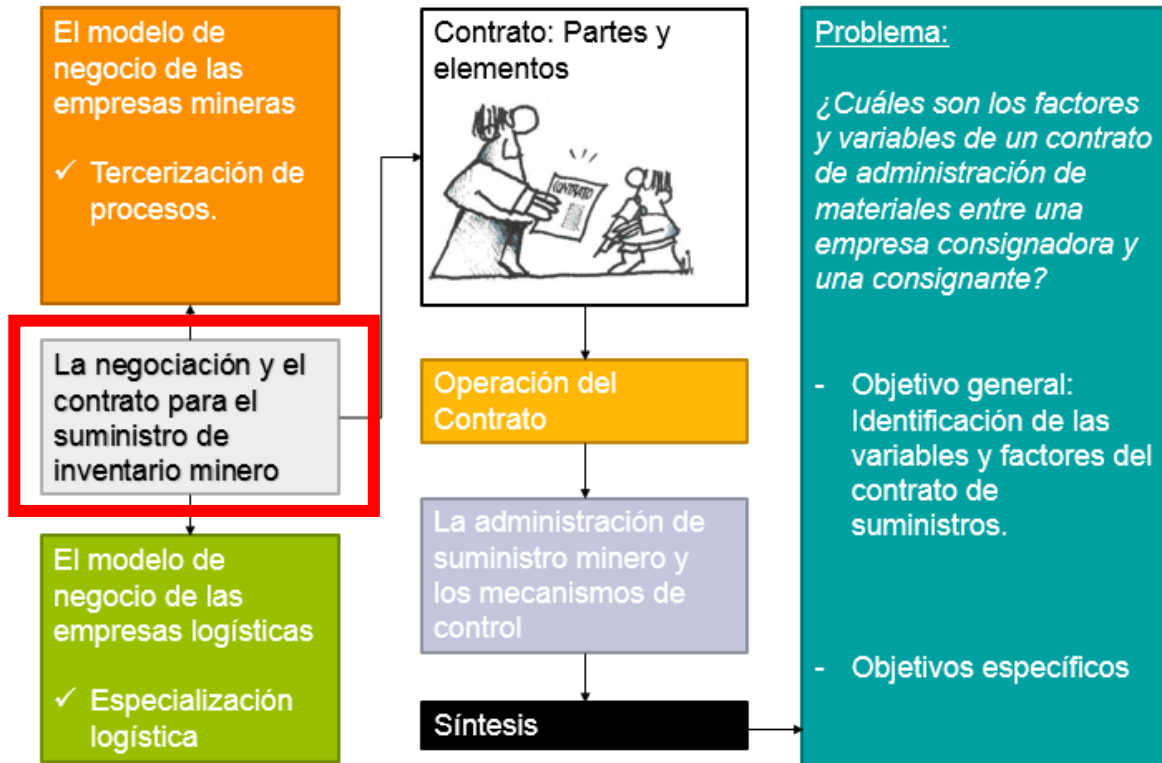 El modelo de
negocio de las
empresas mineras
✓ Tercerización de
procesos.
La negociación y el
contrato para el
suministro de
inventario minero
El modelo de
negocio de las
empresas logísticas
✓ Especialización
logística
Contrato: Partes y
elementos
CONTRATO
Operación del
Contrato
La administración de
suministro minero y
los mecanismos de
control
Síntesis
Problema:
¿Cuáles son los factores
y variables de un contrato
de administración de
materiales entre una
empresa consignadora y
una consignante?
- Objetivo general:
Identificación de las
variables y factores del
contrato de
suministros.
- Objetivos específicos